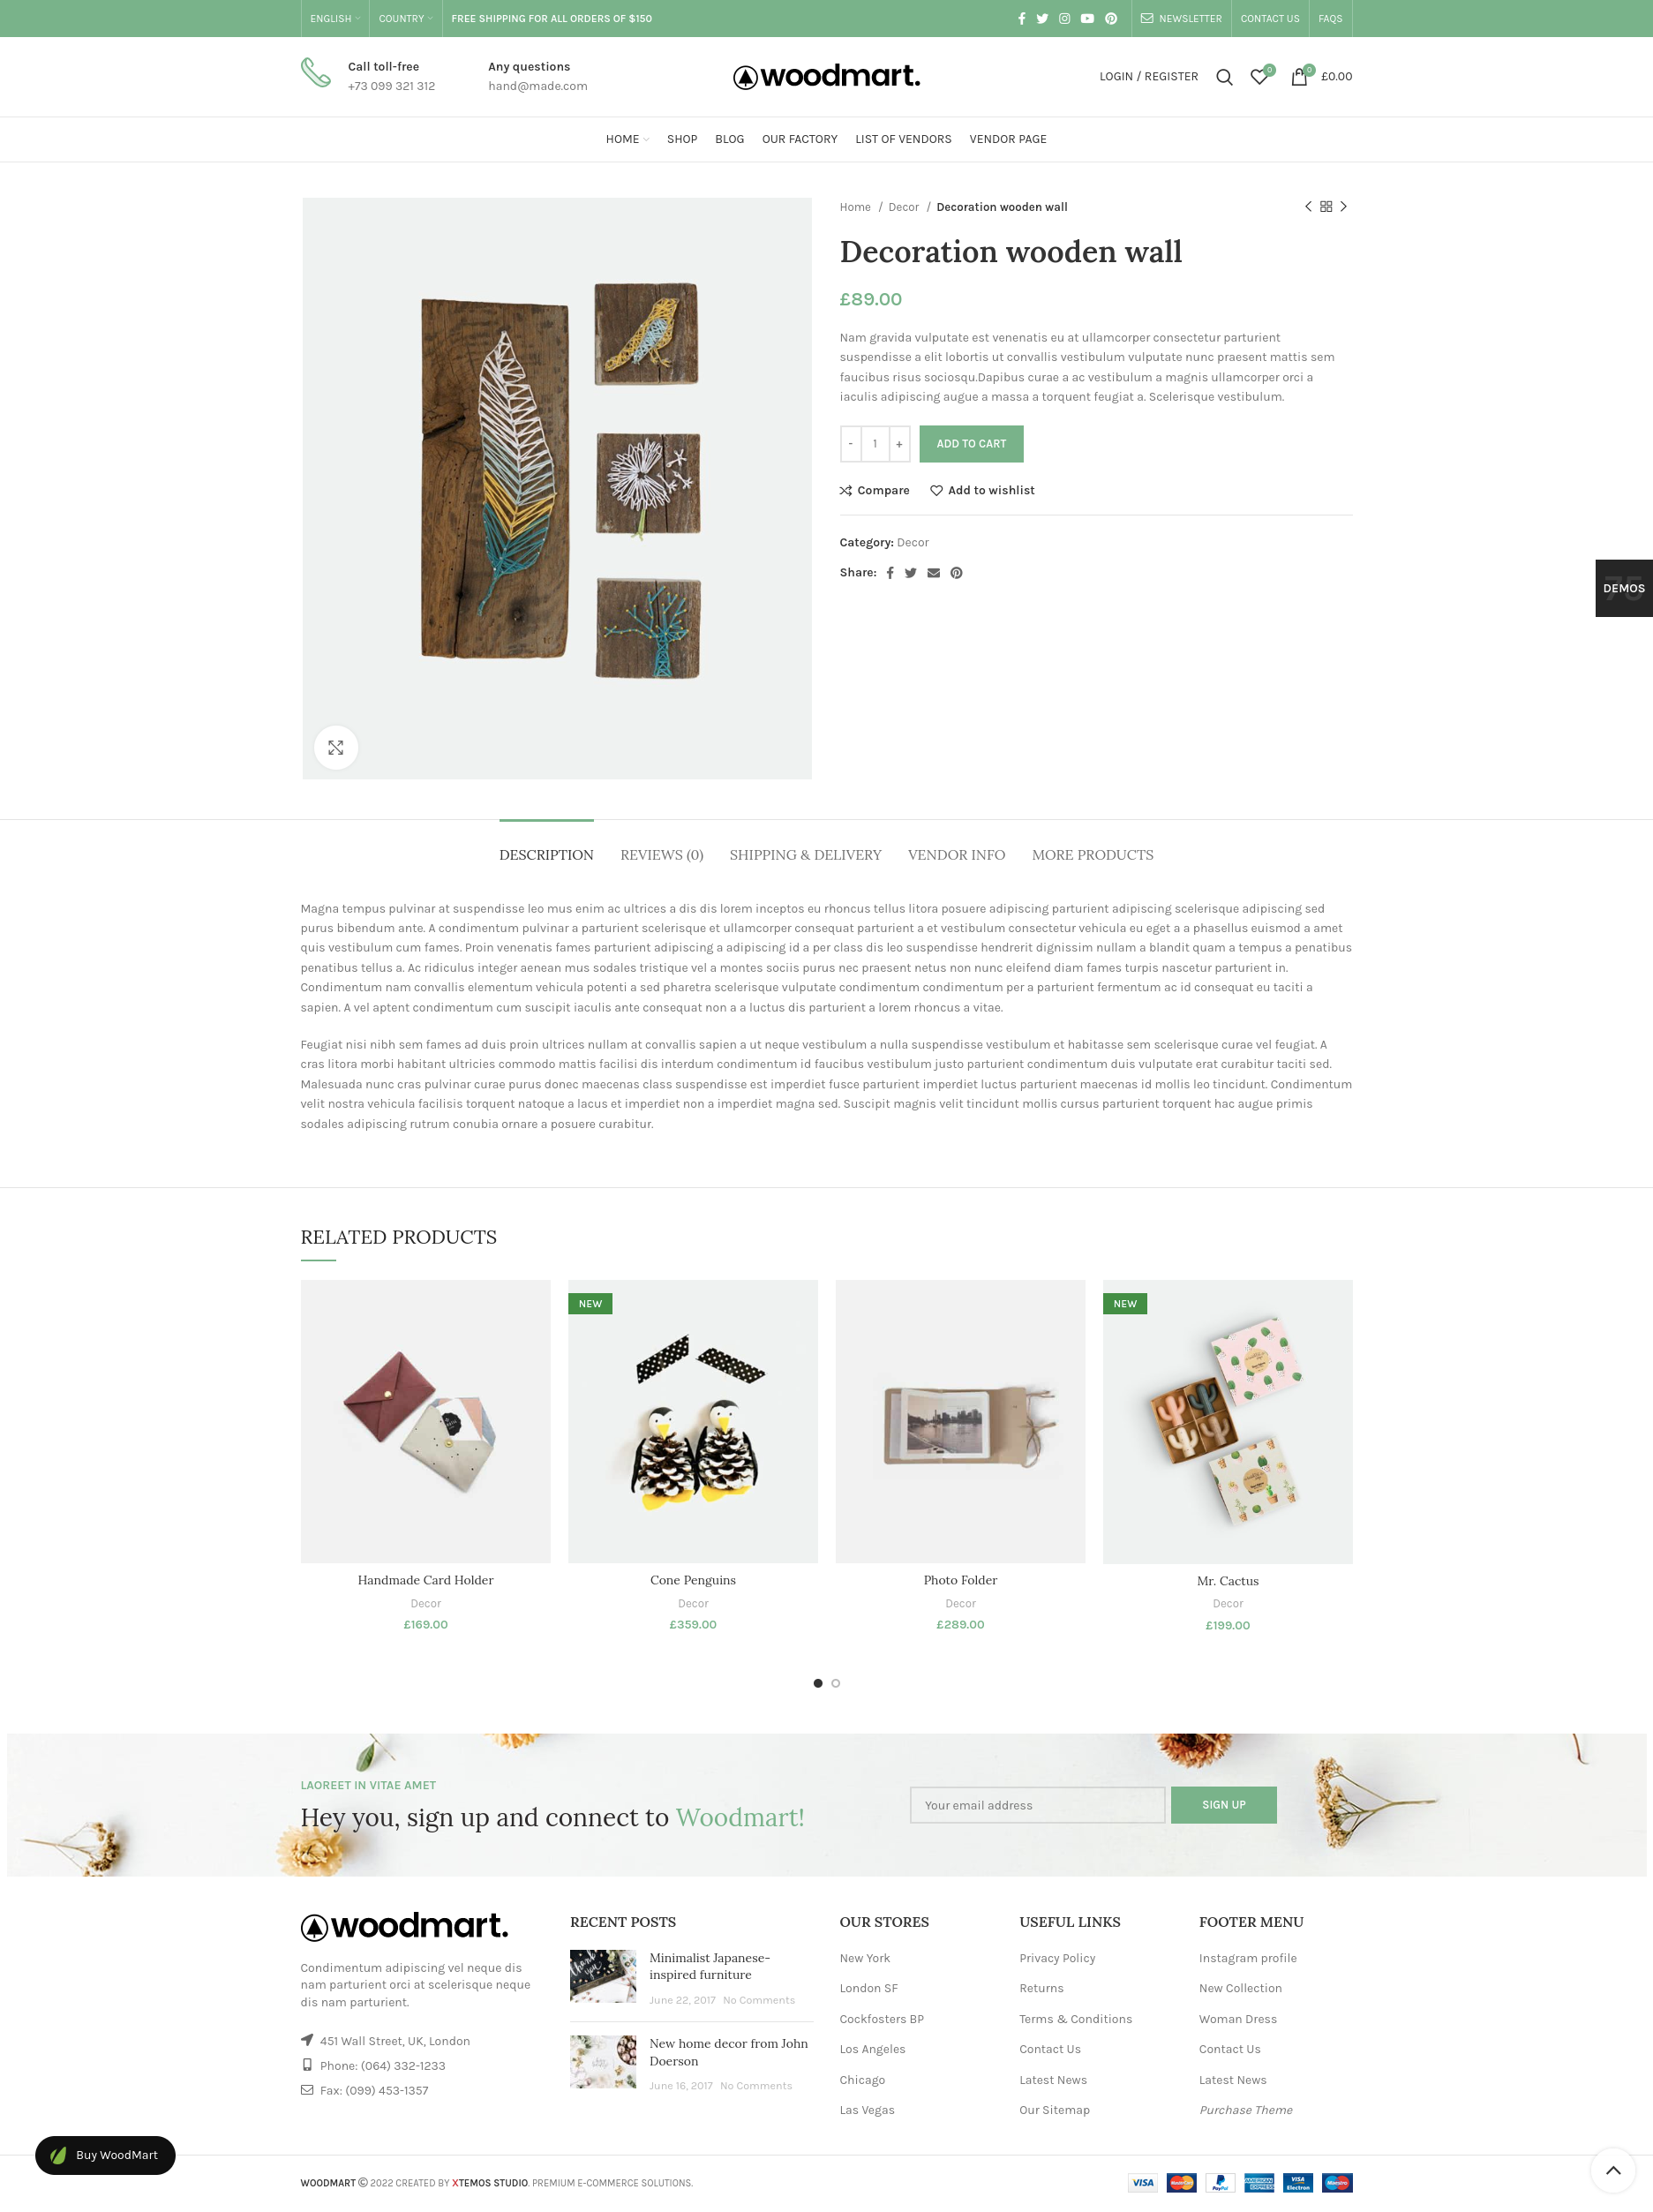 ENGLISH
COUNTRY
FREE SHIPPING FOR ALL ORDERS OF $150
NEWSLETTER
CONTACT US
FAQS
Call toll-free
+73 099 321 312
Any questions
hand@made.com
woodmart.
LOGIN / REGISTER
0
0
£0.00
HOME
SHOP
BLOG
OUR FACTORY
LIST OF VENDORS
VENDOR PAGE
Home / Decor / Decoration wooden wall
Decoration wooden wall
£89.00
Nam gravida vulputate est venenatis eu at ullamcorper consectetur parturient
suspendisse a elit lobortis ut convallis vestibulum vulputate nunc praesent mattis sem
faucibus risus sociosqu.Dapibus curae a ac vestibulum a magnis ullamcorper orci a
iaculis adipiscing augue a massa a torquent feugiat a. Scelerisque vestibulum.
- 1 +
ADD TO CART
Compare
Add to wishlist
Category: Decor
Share:
75
DEMOS
DESCRIPTION
REVIEWS (0)
SHIPPING & DELIVERY
VENDOR INFO
MORE PRODUCTS
Magna tempus pulvinar at suspendisse leo mus enim ac ultrices a dis dis lorem inceptos eu rhoncus tellus litora posuere adipiscing parturient adipiscing scelerisque adipiscing sed
purus bibendum ante. A condimentum pulvinar a parturient scelerisque et ullamcorper consequat parturient a et vestibulum consectetur vehicula eu eget a a phasellus euismod a amet
quis vestibulum cum fames. Proin venenatis fames parturient adipiscing a adipiscing id a per class dis leo suspendisse hendrerit dignissim nullam a blandit quam a tempus a penatibus
penatibus tellus a. Ac ridiculus integer aenean mus sodales tristique vel a montes sociis purus nec praesent netus non nunc eleifend diam fames turpis nascetur parturient in.
Condimentum nam convallis elementum vehicula potenti a sed pharetra scelerisque vulputate condimentum condimentum per a parturient fermentum ac id consequat eu taciti a
sapien. A vel aptent condimentum cum suscipit iaculis ante consequat non a a luctus dis parturient a lorem rhoncus a vitae.
Feugiat nisi nibh sem fames ad duis proin ultrices nullam at convallis sapien a ut neque vestibulum a nulla suspendisse vestibulum et habitasse sem scelerisque curae vel feugiat. A
cras litora morbi habitant ultricies commodo mattis facilisi dis interdum condimentum id faucibus vestibulum justo parturient condimentum duis vulputate erat curabitur taciti sed.
Malesuada nunc cras pulvinar curae purus donec maecenas class suspendisse est imperdiet fusce parturient imperdiet luctus parturient maecenas id mollis leo tincidunt. Condimentum
velit nostra vehicula facilisis torquent natoque a lacus et imperdiet non a imperdiet magna sed. Suscipit magnis velit tincidunt mollis cursus parturient torquent hac augue primis
sodales adipiscing rutrum conubia ornare a posuere curabitur.
RELATED PRODUCTS
Handmade Card Holder
Decor
£169.00
NEW
Cone Penguins
Decor
£359.00
Photo Folder
Decor
£289.00
NEW
Mr. Cactus
Decor
£199.00
LAOREET IN VITAE AMET
Hey you, sign up and connect to Woodmart!
Your email address
SIGN UP
woodmart.
Condimentum adipiscing vel neque dis
nam parturient orci at scelerisque neque
dis nam parturient.
451 Wall Street, UK, London
Phone: (064) 332-1233
Fax: (099) 453-1357
RECENT POSTS
Thank you
Minimalist Japanese-
inspired furniture
June 22, 2017 No Comments
New home decor from John
Doerson
June 16, 2017 No Comments
OUR STORES
New York
London SF
Cockfosters BP
Los Angeles
Chicago
Las Vegas
USEFUL LINKS
Privacy Policy
Returns
Terms & Conditions
Contact Us
Latest News
Our Sitemap
FOOTER MENU
Instagram profile
New Collection
Woman Dress
Contact Us
Latest News
Purchase Theme
Buy WoodMart
WOODMART © 2022 CREATED BY XTEMOS STUDIO. PREMIUM E-COMMERCE SOLUTIONS.
VISA
MasterCard
PayPal
AMERICAN EXPRESS
VISA Electron
Maestro